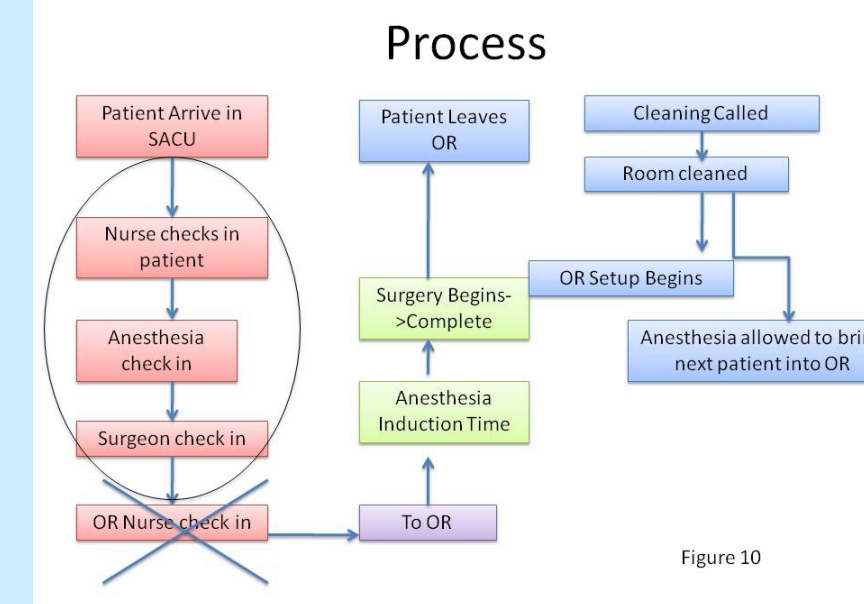 Process
Patient Arrive in
SACU
Nurse checks in
patient
Anesthesia
check in
Surgeon check in
OR Nurse check in
To OR
Anesthesia
Induction Time
Surgery Begins-
>Complete
Patient Leaves
OR
Cleaning Called
Room cleaned
OR Setup Begins
Anesthesia allowed to
next patient into OR
Figure 10